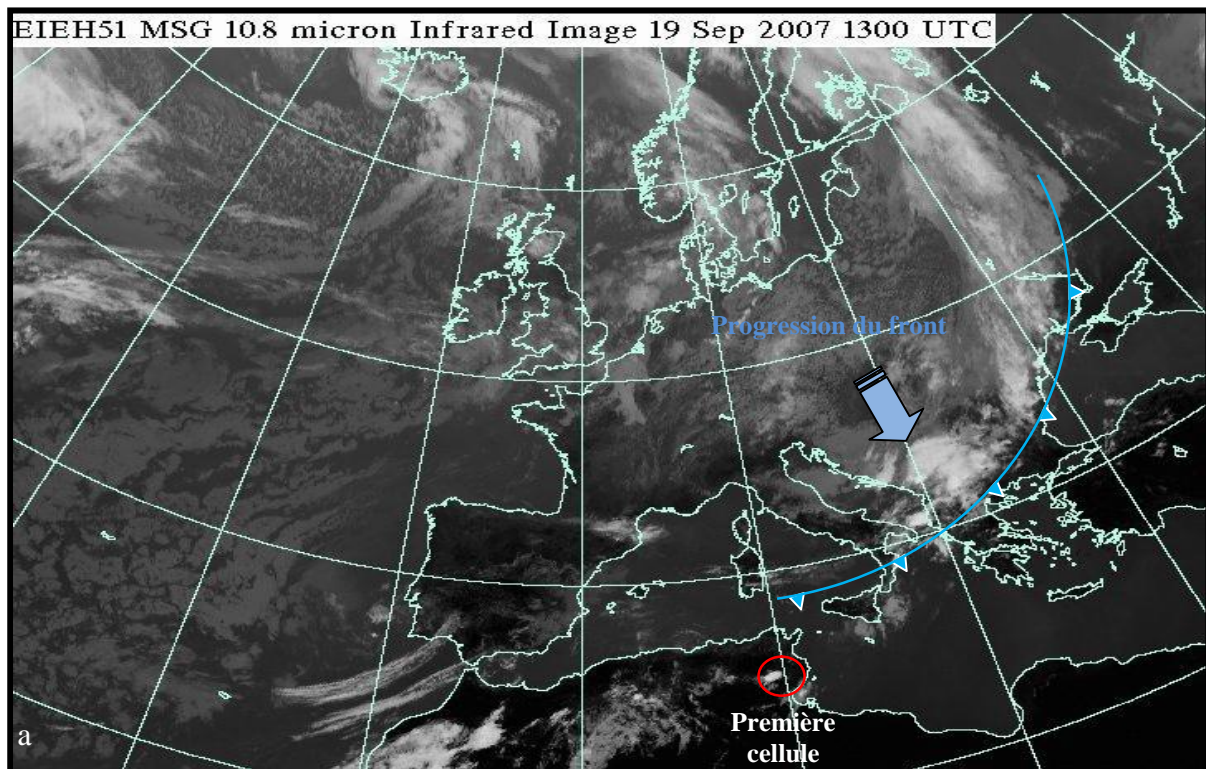 EIEH51 MSG 10.8 micron Infrared Image 19 Sep 2007 1300 UTC
Progression du front
Première
cellule
a